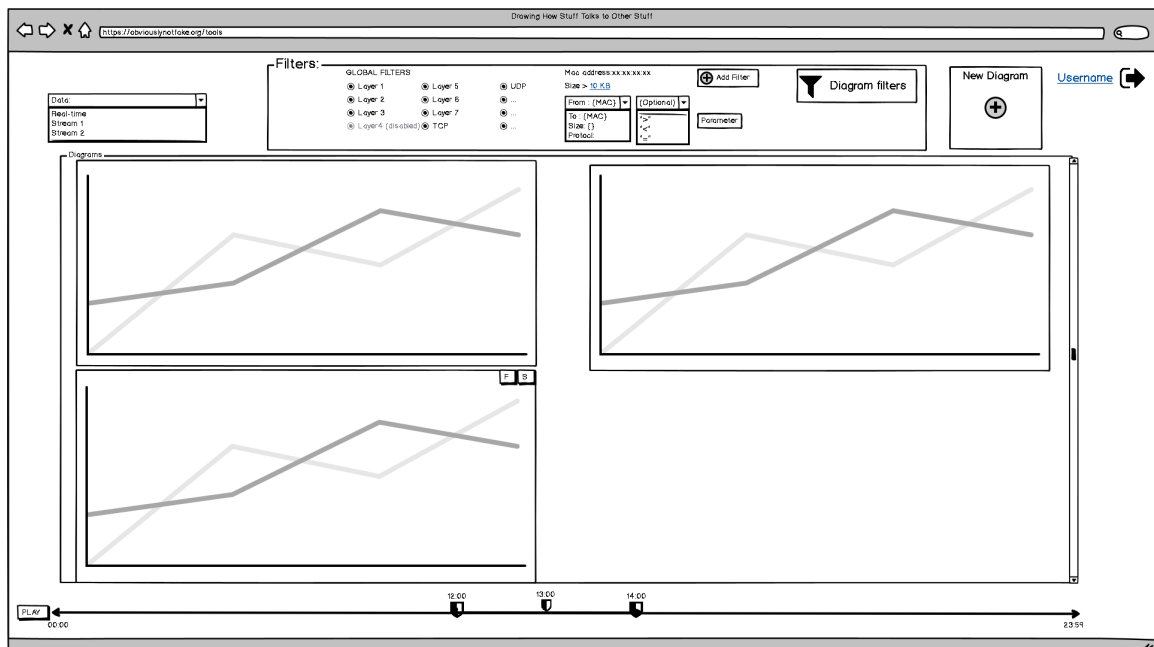 Drawing How Stuff Talks to Other Stuff
https://obviouslynotfake.org/tools
Filters:
GLOBAL FILTERS
Layer 1
Layer 2
Layer 3
Layer 4 (disabled)
Layer 5
Layer 6
Layer 7
TCP
UDP
...
...
...
Mac address:xx:xx:xx:xx
Size > 10 KB
From : {MAC}
To : {MAC}
Size: {}
Protocl:
(Optional)
“>”
“<”
“=”
Add Filter
Parameter
Diagram filters
New Diagram
Username
Data:
Real-time
Stream 1
Stream 2
Diagrams
F S
12:00 13:00 14:00
PLAY
00:00 23:59